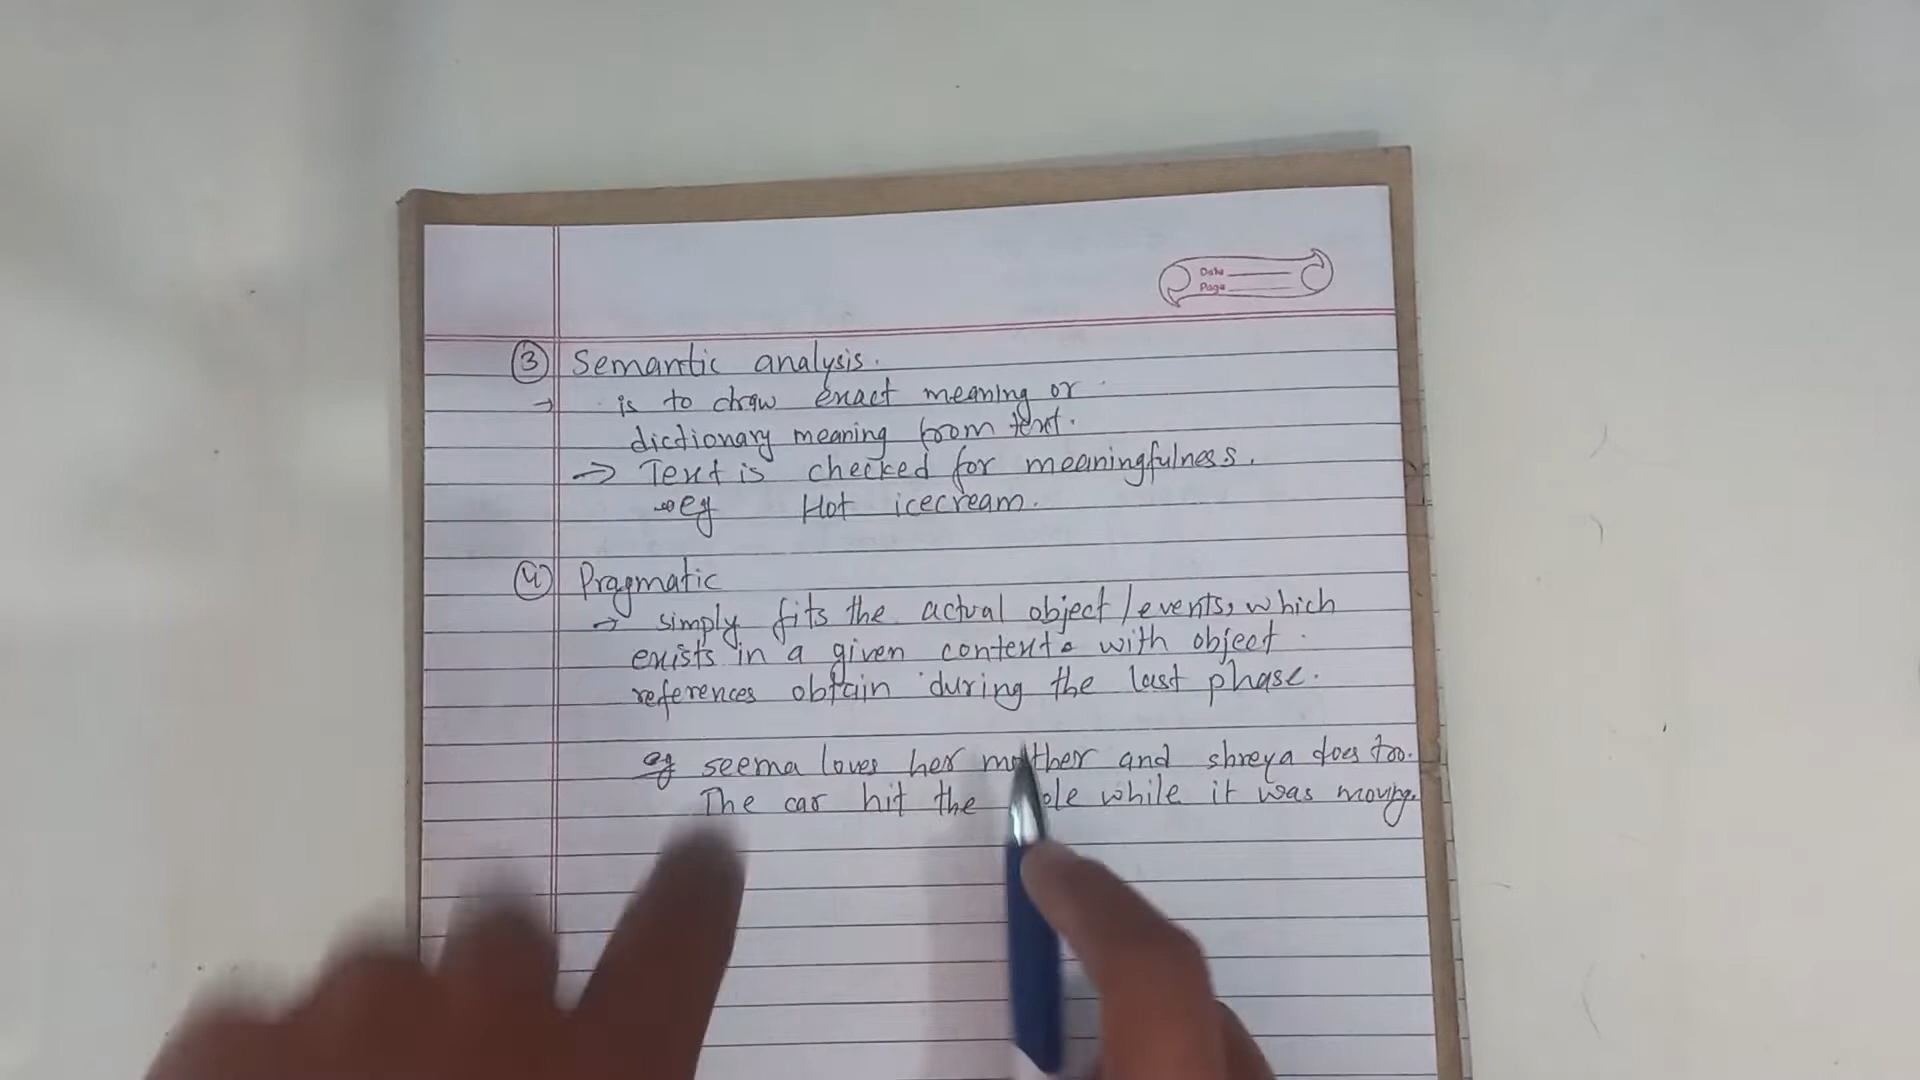 Date
Page
③ Semantic analysis.
→ is to draw exact meaning or
dictionary meaning from text.
→ Text is checked for meaningfulness.
eg Hot icecream.
④ Pragmatic
→ simply fits the actual object/events, which
exists in a given context with object
references obtain during the last phase.
eg seema loves her mother and shreya does too.
The car hit the while it was moving.